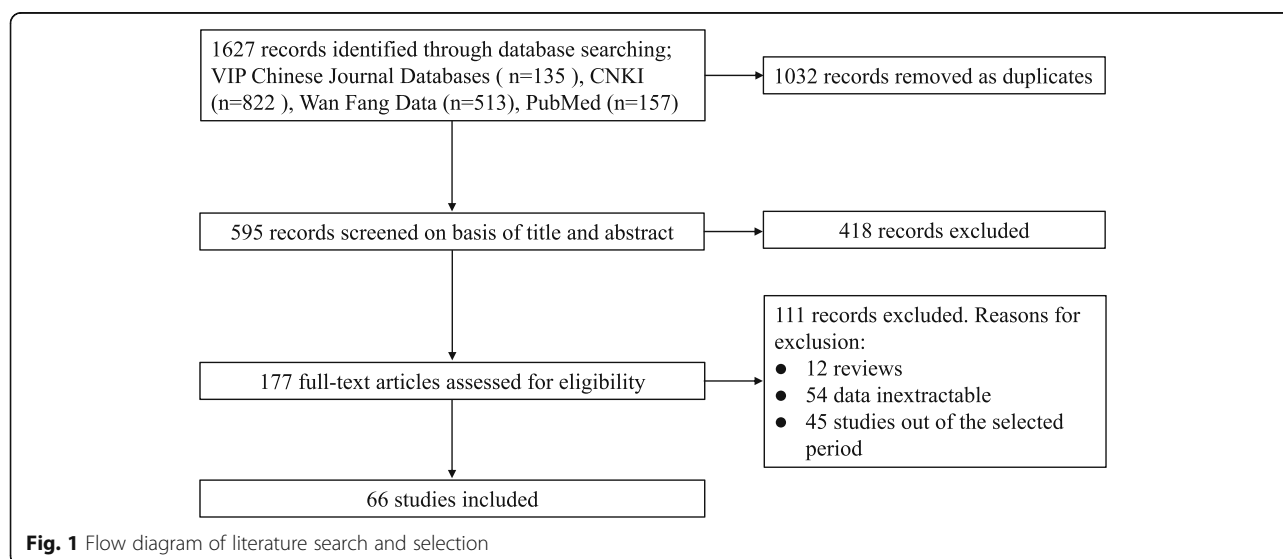 1627 records identified through database searching;
VIP Chinese Journal Databases ( n=135 ), CNKI
(n=822 ), Wan Fang Data (n=513), PubMed (n=157)
1032 records removed as duplicates
595 records screened on basis of title and abstract
418 records excluded
177 full-text articles assessed for eligibility
111 records excluded. Reasons for
exclusion:
● 12 reviews
● 54 data inextractable
● 45 studies out of the selected
period
66 studies included
Fig. 1 Flow diagram of literature search and selection